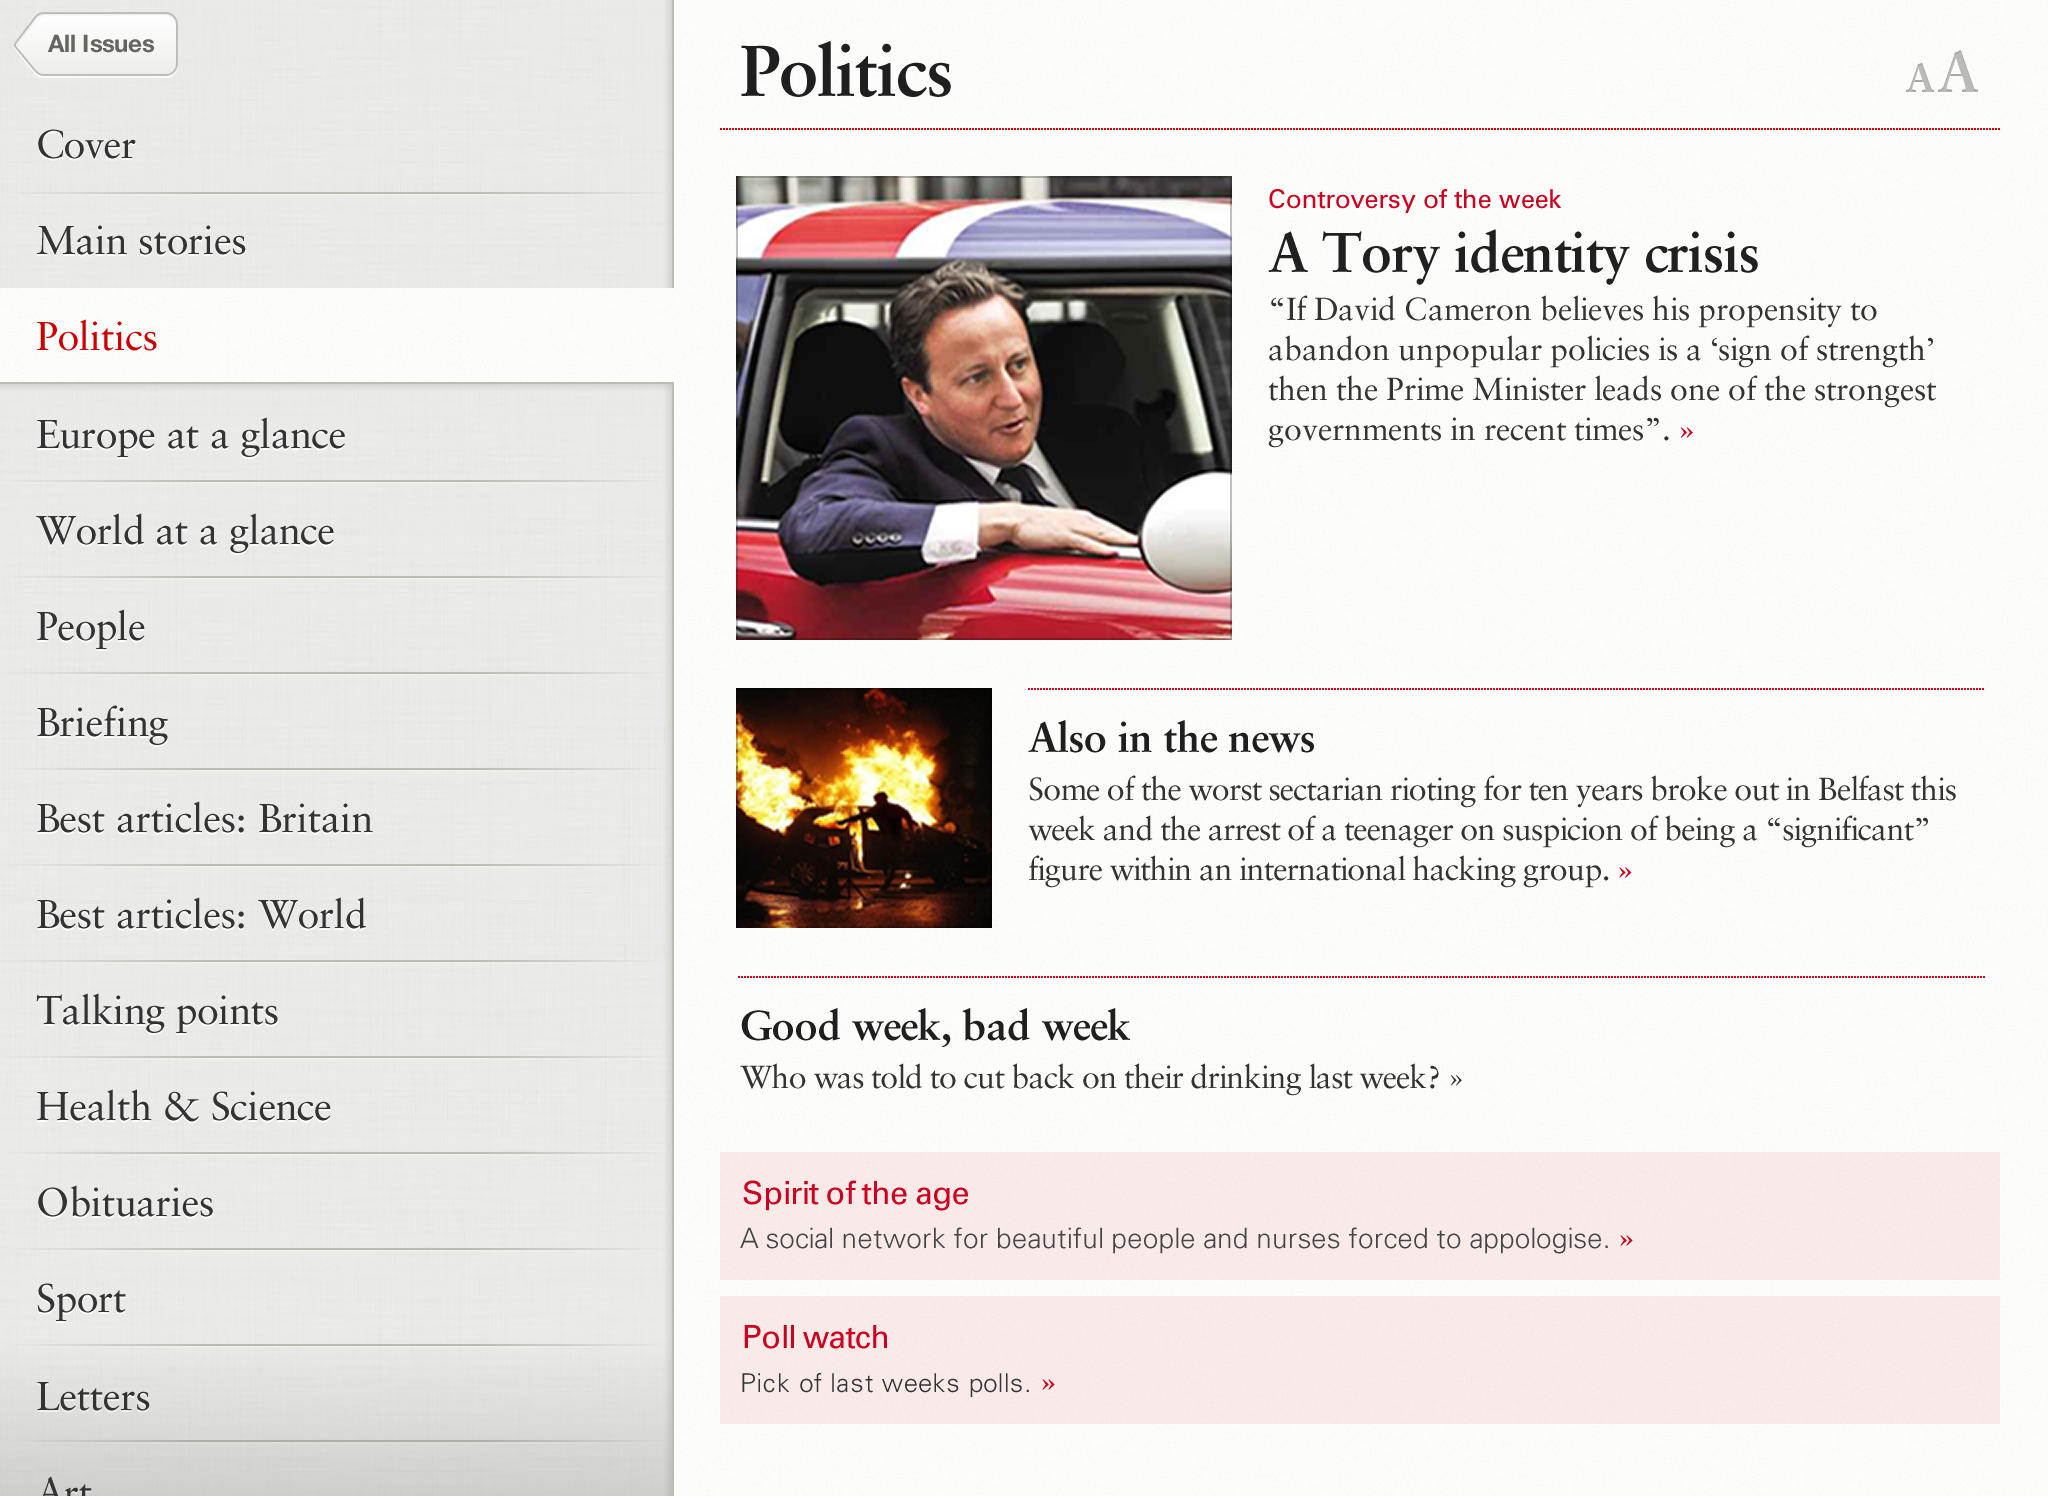 All Issues
Cover
Main stories
Politics
Europe at a glance
World at a glance
People
Briefing
Best articles: Britain
Best articles: World
Talking points
Health & Science
Obituaries
Sport
Letters
Art
Politics
AA
Controversy of the week
A Tory identity crisis
“If David Cameron believes his propensity to
abandon unpopular policies is a ‘sign of strength’
then the Prime Minister leads one of the strongest
governments in recent times”. »
Also in the news
Some of the worst sectarian rioting for ten years broke out in Belfast this
week and the arrest of a teenager on suspicion of being a “significant”
figure within an international hacking group. »
Good week, bad week
Who was told to cut back on their drinking last week? »
Spirit of the age
A social network for beautiful people and nurses forced to appologise. »
Poll watch
Pick of last weeks polls. »